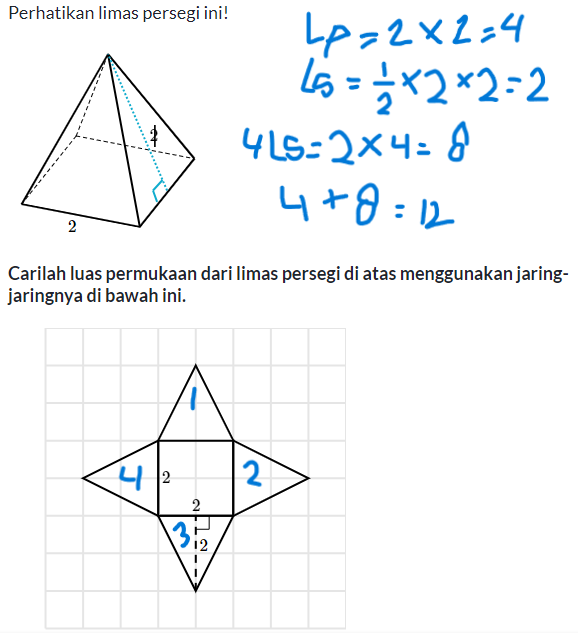 Perhatikan limas persegi ini!
Lp = 2 × 2 = 4
Ls = 1/2 × 2 × 2 = 2
4Ls = 2 × 4 = 8
4 + 8 = 12
2
Carilah luas permukaan dari limas persegi di atas menggunakan jaring-
jaringnya di bawah ini.
1
4
2
2
2
3
2